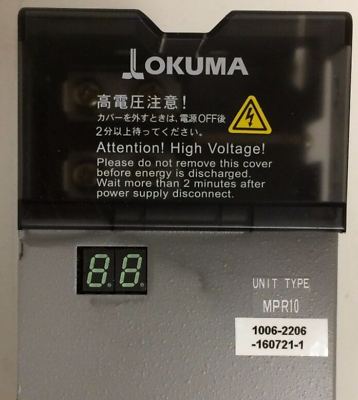 OKUMA
高電圧注意!
カバーを外すときは、電源OFF後
2分以上待ってください。
Attention! High Voltage!
Please do not remove this cover
before energy is discharged.
Wait more than 2 minutes after
power supply disconnect.
8.8.
UNIT TYPE
MPR10
1006-2206
-160721-1